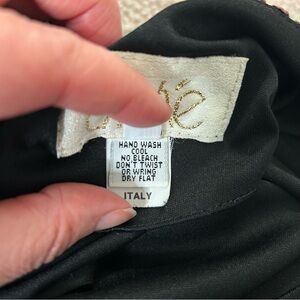 HAND WASH
COOL
NO BLEACH
DON'T TWIST
OR WRING
DRY FLAT
ITALY